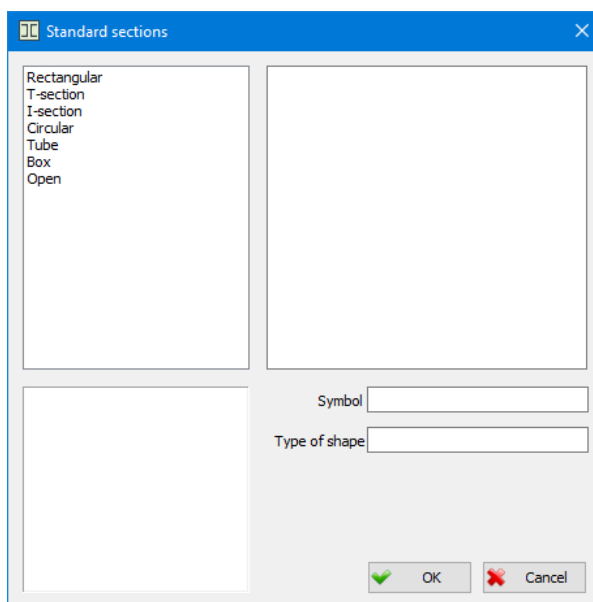 Standard sections
Rectangular
T-section
I-section
Circular
Tube
Box
Open
Symbol
Type of shape
OK
Cancel